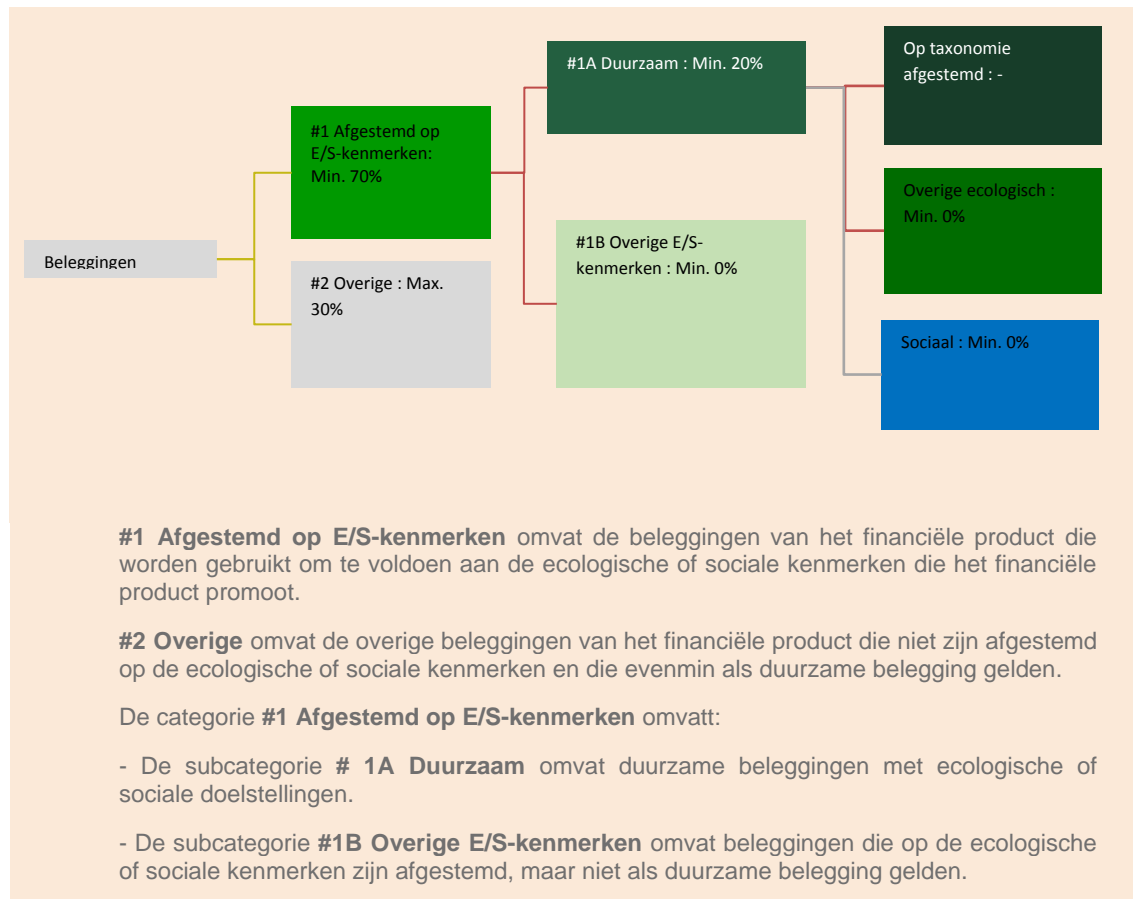 Beleggingen
#1 Afgestemd op
E/S-kenmerken:
Min. 70%
#2 Overige : Max.
30%
#1A Duurzaam : Min. 20%
#1B Overige E/S-
kenmerken : Min. 0%
Op taxonomie
afgestemd : -
Overige ecologisch :
Min. 0%
Sociaal : Min. 0%
#1 Afgestemd op E/S-kenmerken omvat de beleggingen van het financiële product die
worden gebruikt om te voldoen aan de ecologische of sociale kenmerken die het financiële
product promoot.
#2 Overige omvat de overige beleggingen van het financiële product die niet zijn afgestemd
op de ecologische of sociale kenmerken en die evenmin als duurzame belegging gelden.
De categorie #1 Afgestemd op E/S-kenmerken omvatt:
- De subcategorie # 1A Duurzaam omvat duurzame beleggingen met ecologische of
sociale doelstellingen.
- De subcategorie #1B Overige E/S-kenmerken omvat beleggingen die op de ecologische
of sociale kenmerken zijn afgestemd, maar niet als duurzame belegging gelden.